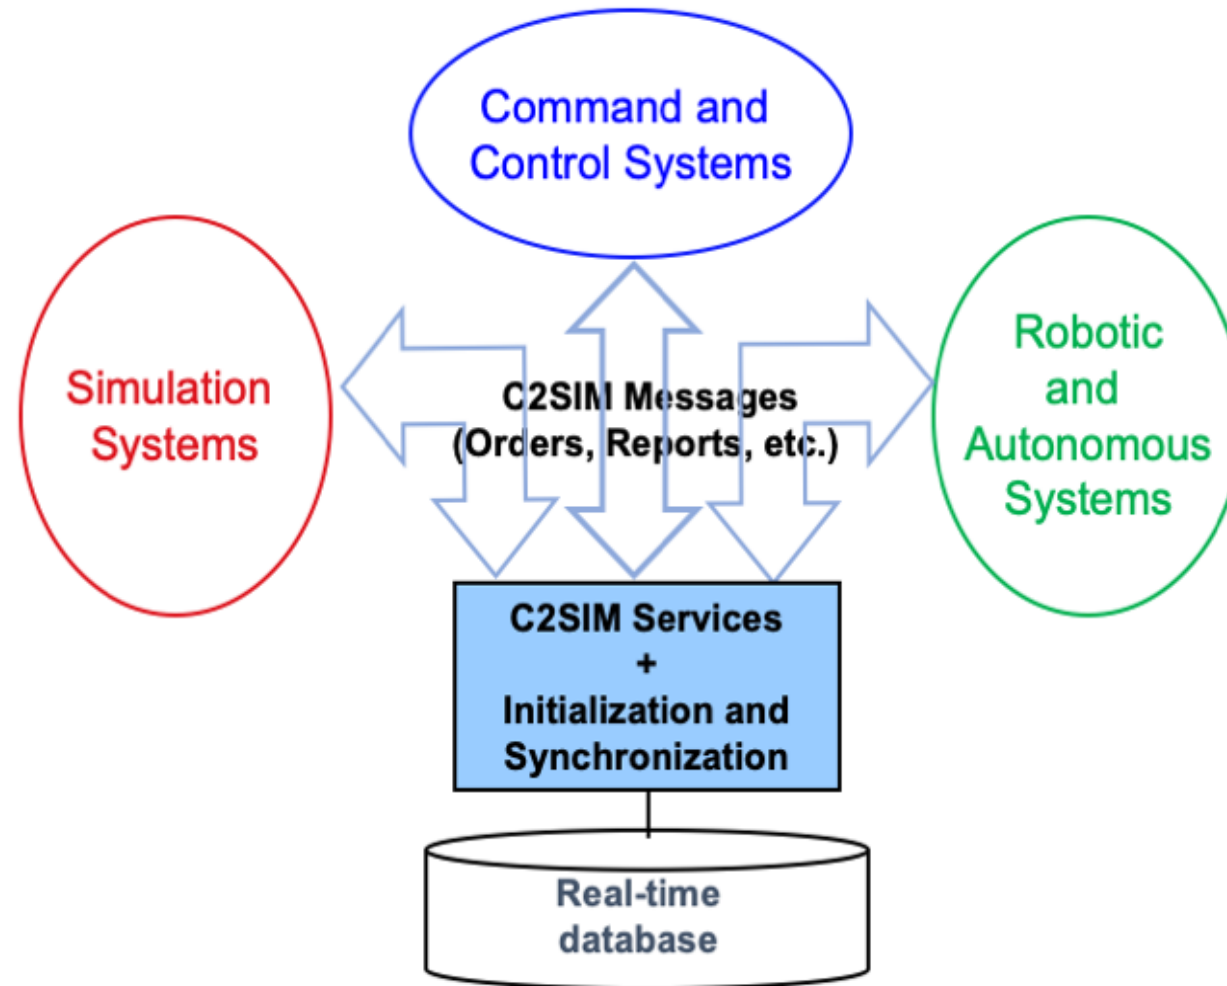 Command and
Control Systems
Simulation
Systems
Robotic
and
Autonomous
Systems
C2SIM Messages
(Orders, Reports, etc.)
C2SIM Services
+
Initialization and
Synchronization
Real-time
database